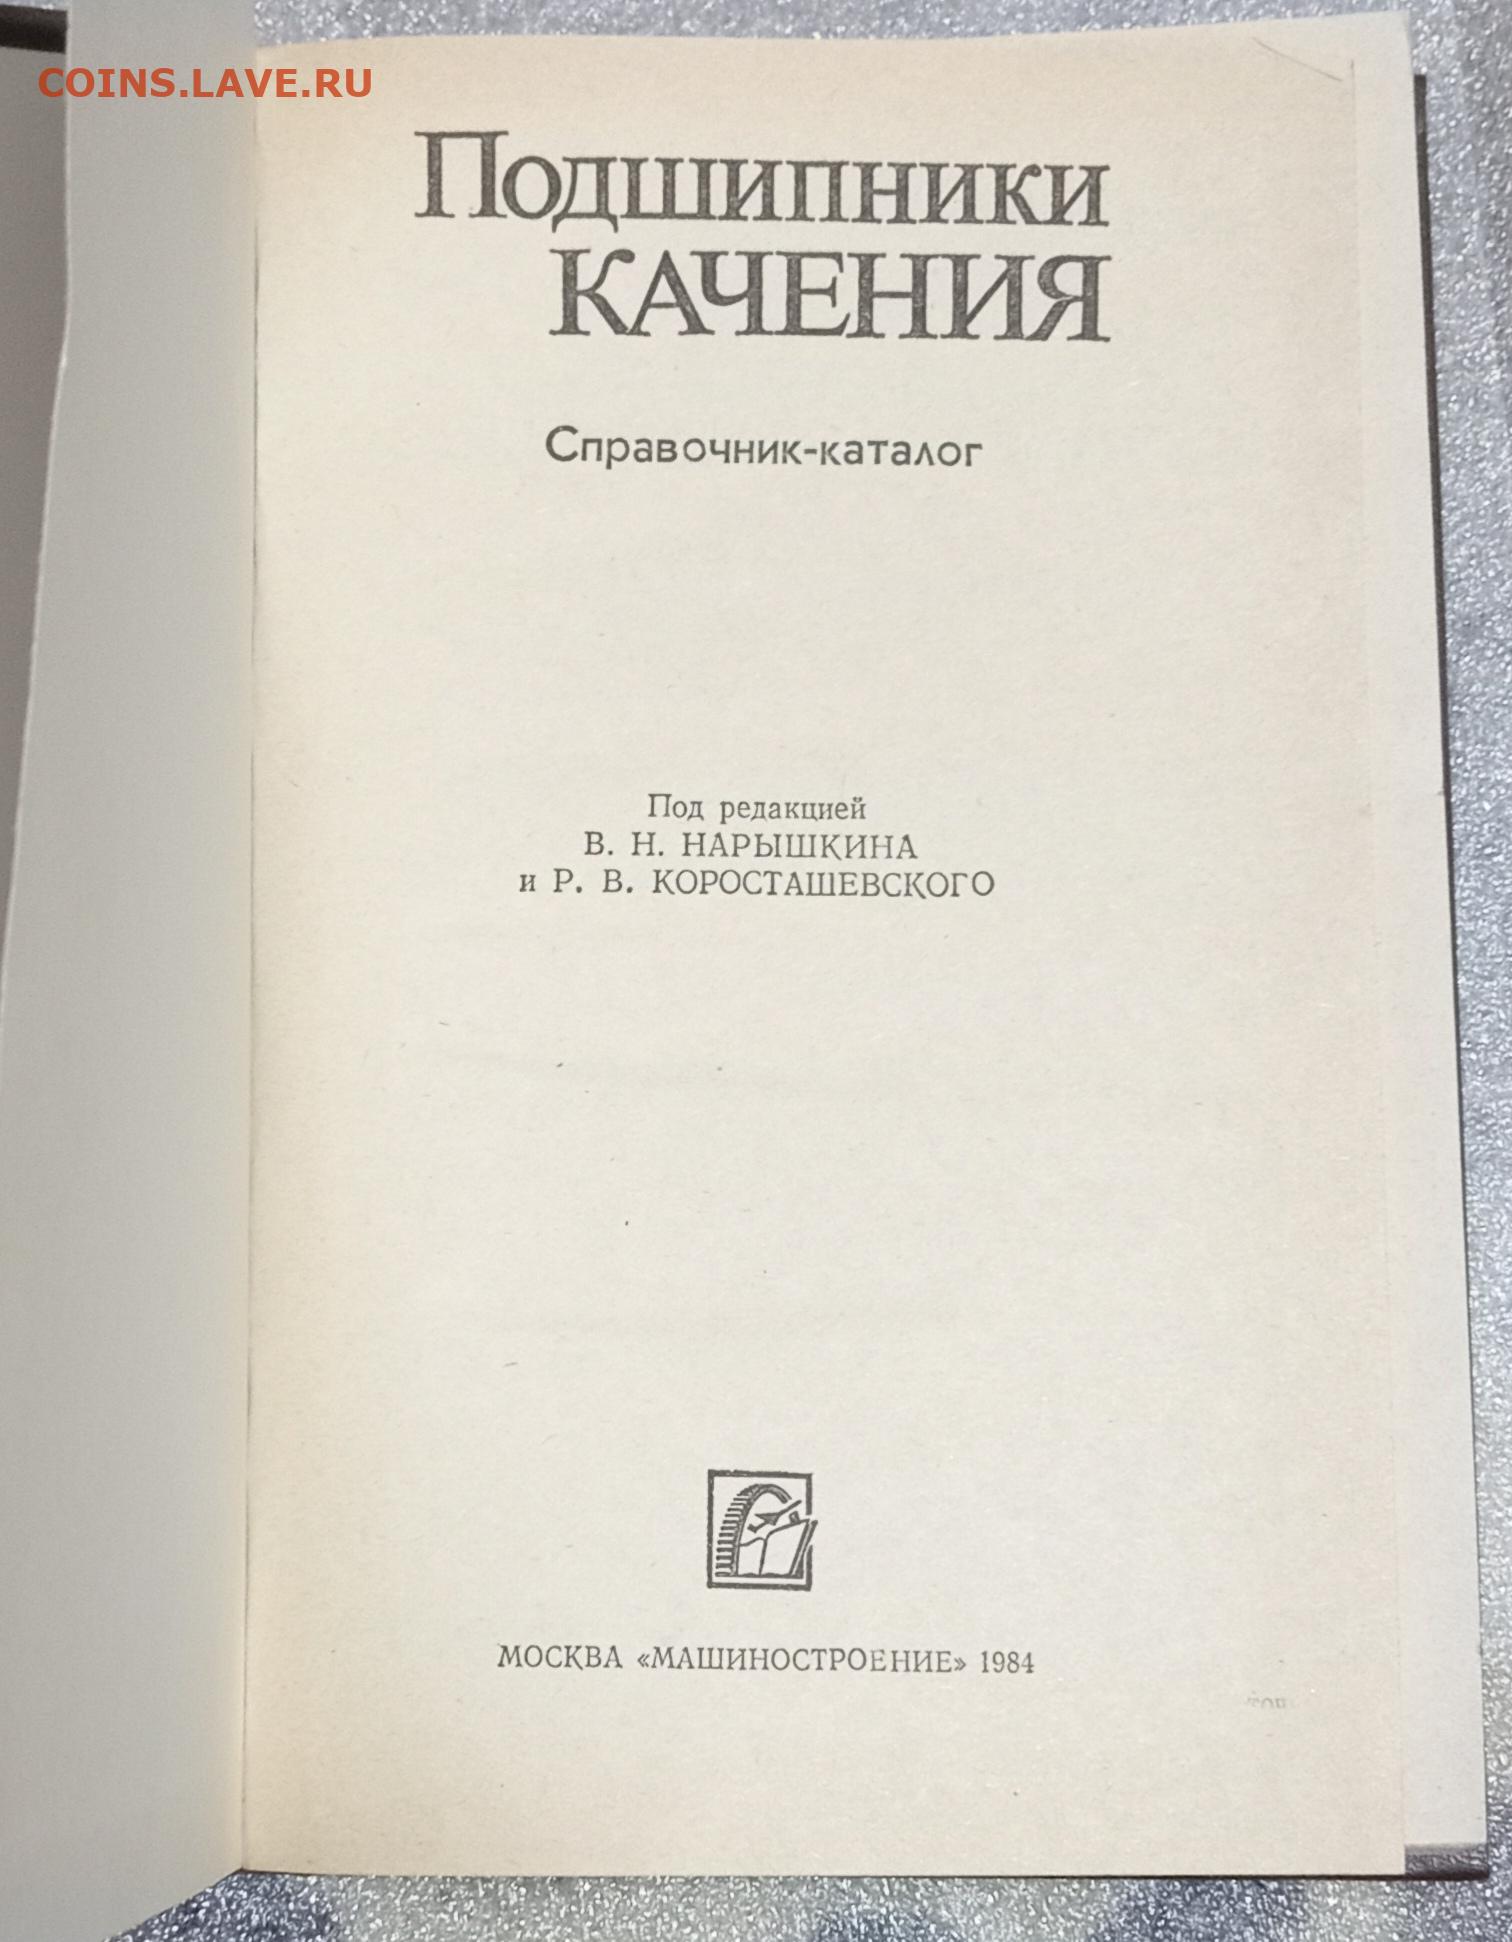 COINS.LAVE.RU
Подшипники
КАЧЕНИЯ
Справочник-каталог
Под редакцией
В. Н. НАРЫШКИНА
и Р. В. КОРОСТАШЕВСКОГО
МОСКВА «МАШИНОСТРОЕНИЕ» 1984